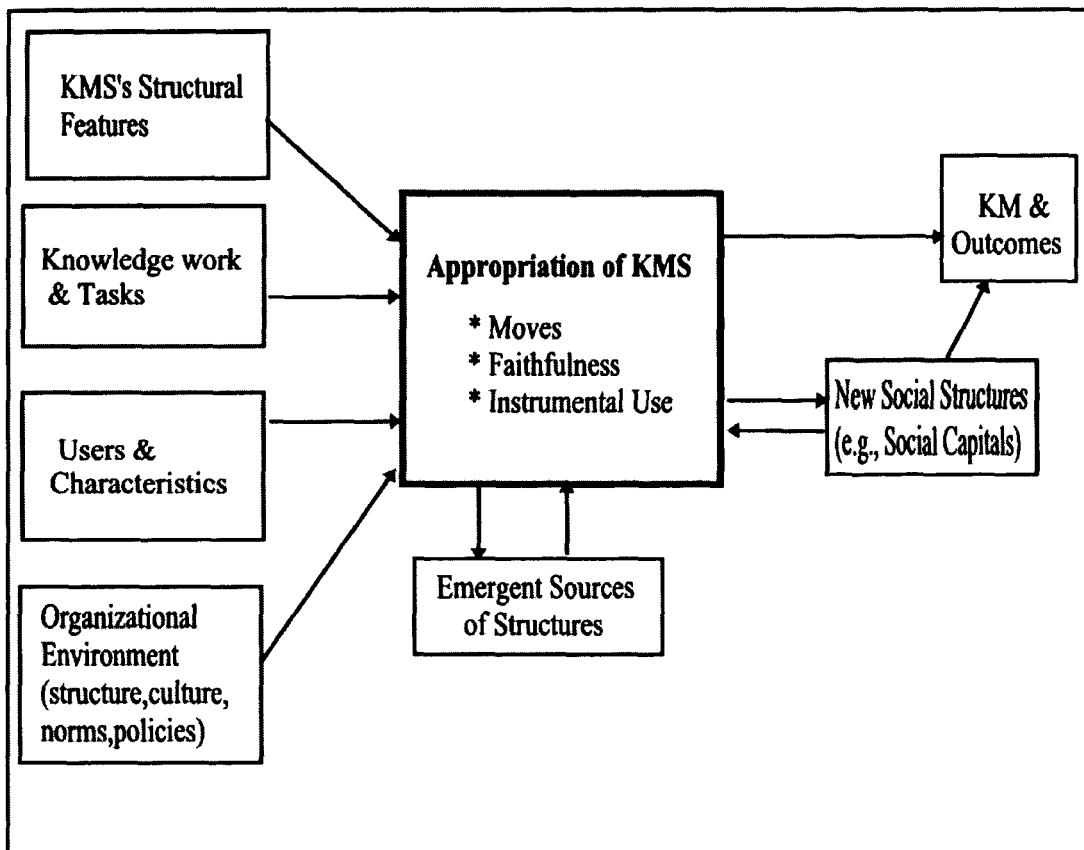 KMS's Structural
Features
Knowledge work
& Tasks
Users &
Characteristics
Organizational
Environment
(structure,culture,
norms,policies)
Appropriation of KMS
* Moves
* Faithfulness
* Instrumental Use
Emergent Sources
of Structures
KM &
Outcomes
New Social Structures
(e.g., Social Capitals)